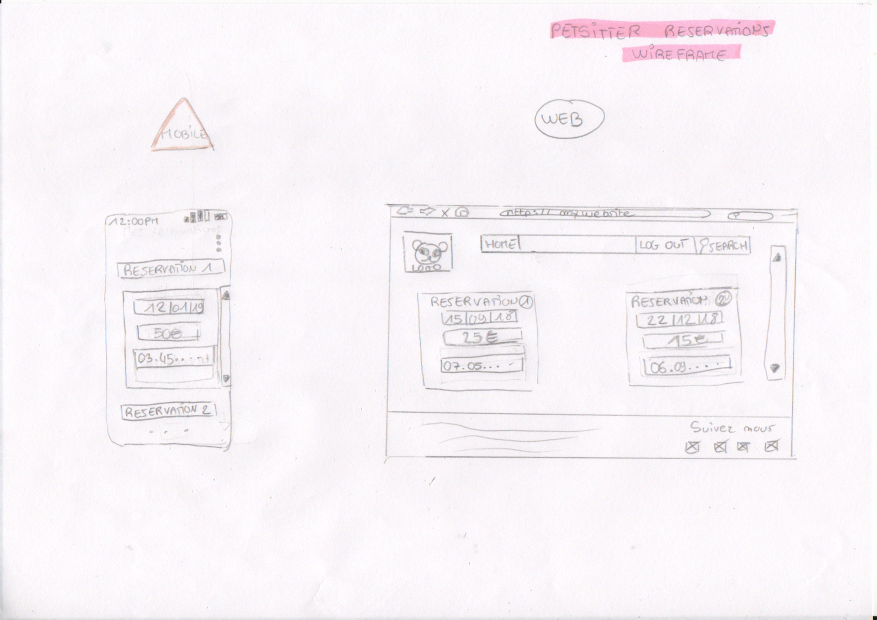 PETSITTER RESERVATIONS
WIREFRAME
MOBILE
WEB
12:00PM
RESERVATION 1
12/01/19
50€
03.45....
RESERVATION 2
...
X
https://mywebsite
LOGO
HOME
LOG OUT
SEARCH
RESERVATION 1
15/09/18
25€
07.05....
RESERVATION 2
22/12/18
15€
06.09....
Suivez nous